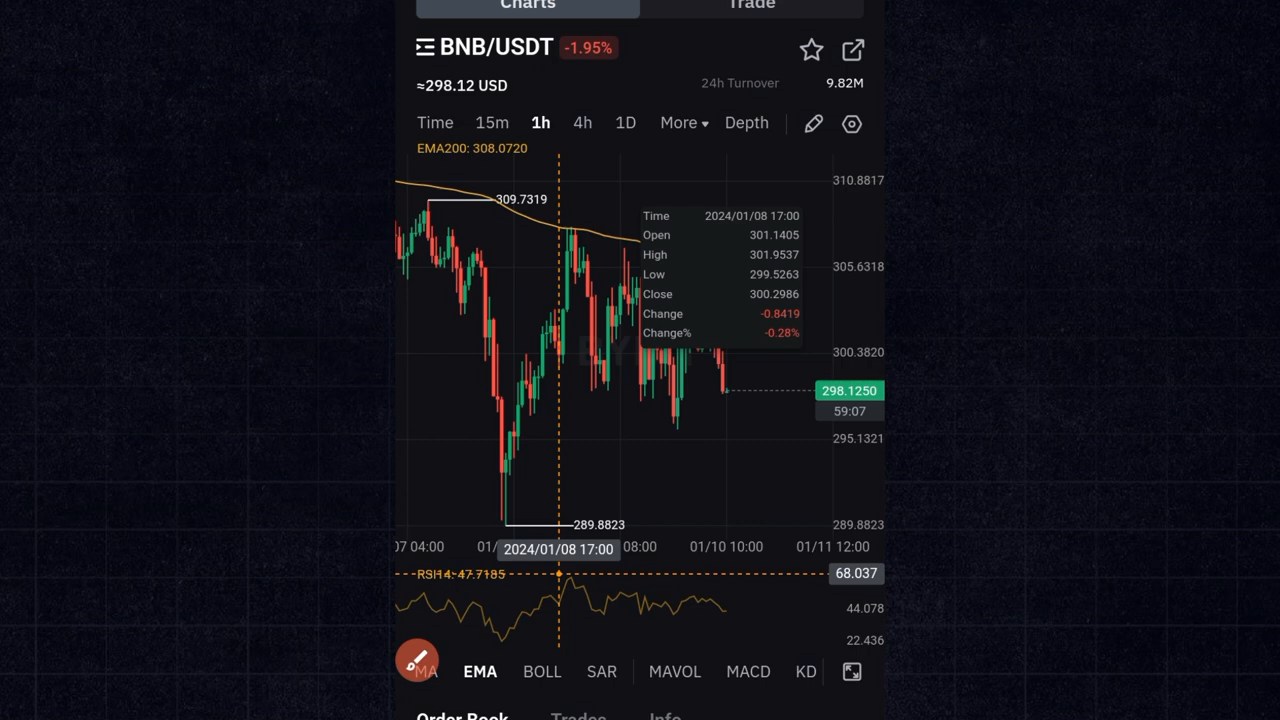 Charts Trade
BNB/USDT -1.95%
≈298.12 USD 24h Turnover 9.82M
Time 15m 1h 4h 1D More Depth
EMA200: 308.0720
310.8817
309.7319
Time 2024/01/08 17:00
Open 301.1405
High 301.9537
305.6318
Low 299.5263
Close 300.2986
Change -0.8419
Change% -0.28%
300.3820
298.1250
59:07
295.1321
289.8823 289.8823
07 04:00 01/ 2024/01/08 17:00 08:00 01/10 10:00 01/11 12:00
RSI14: 47.7185 68.037
44.078
22.436
MA EMA BOLL SAR MAVOL MACD KD
Order Book Trades Info